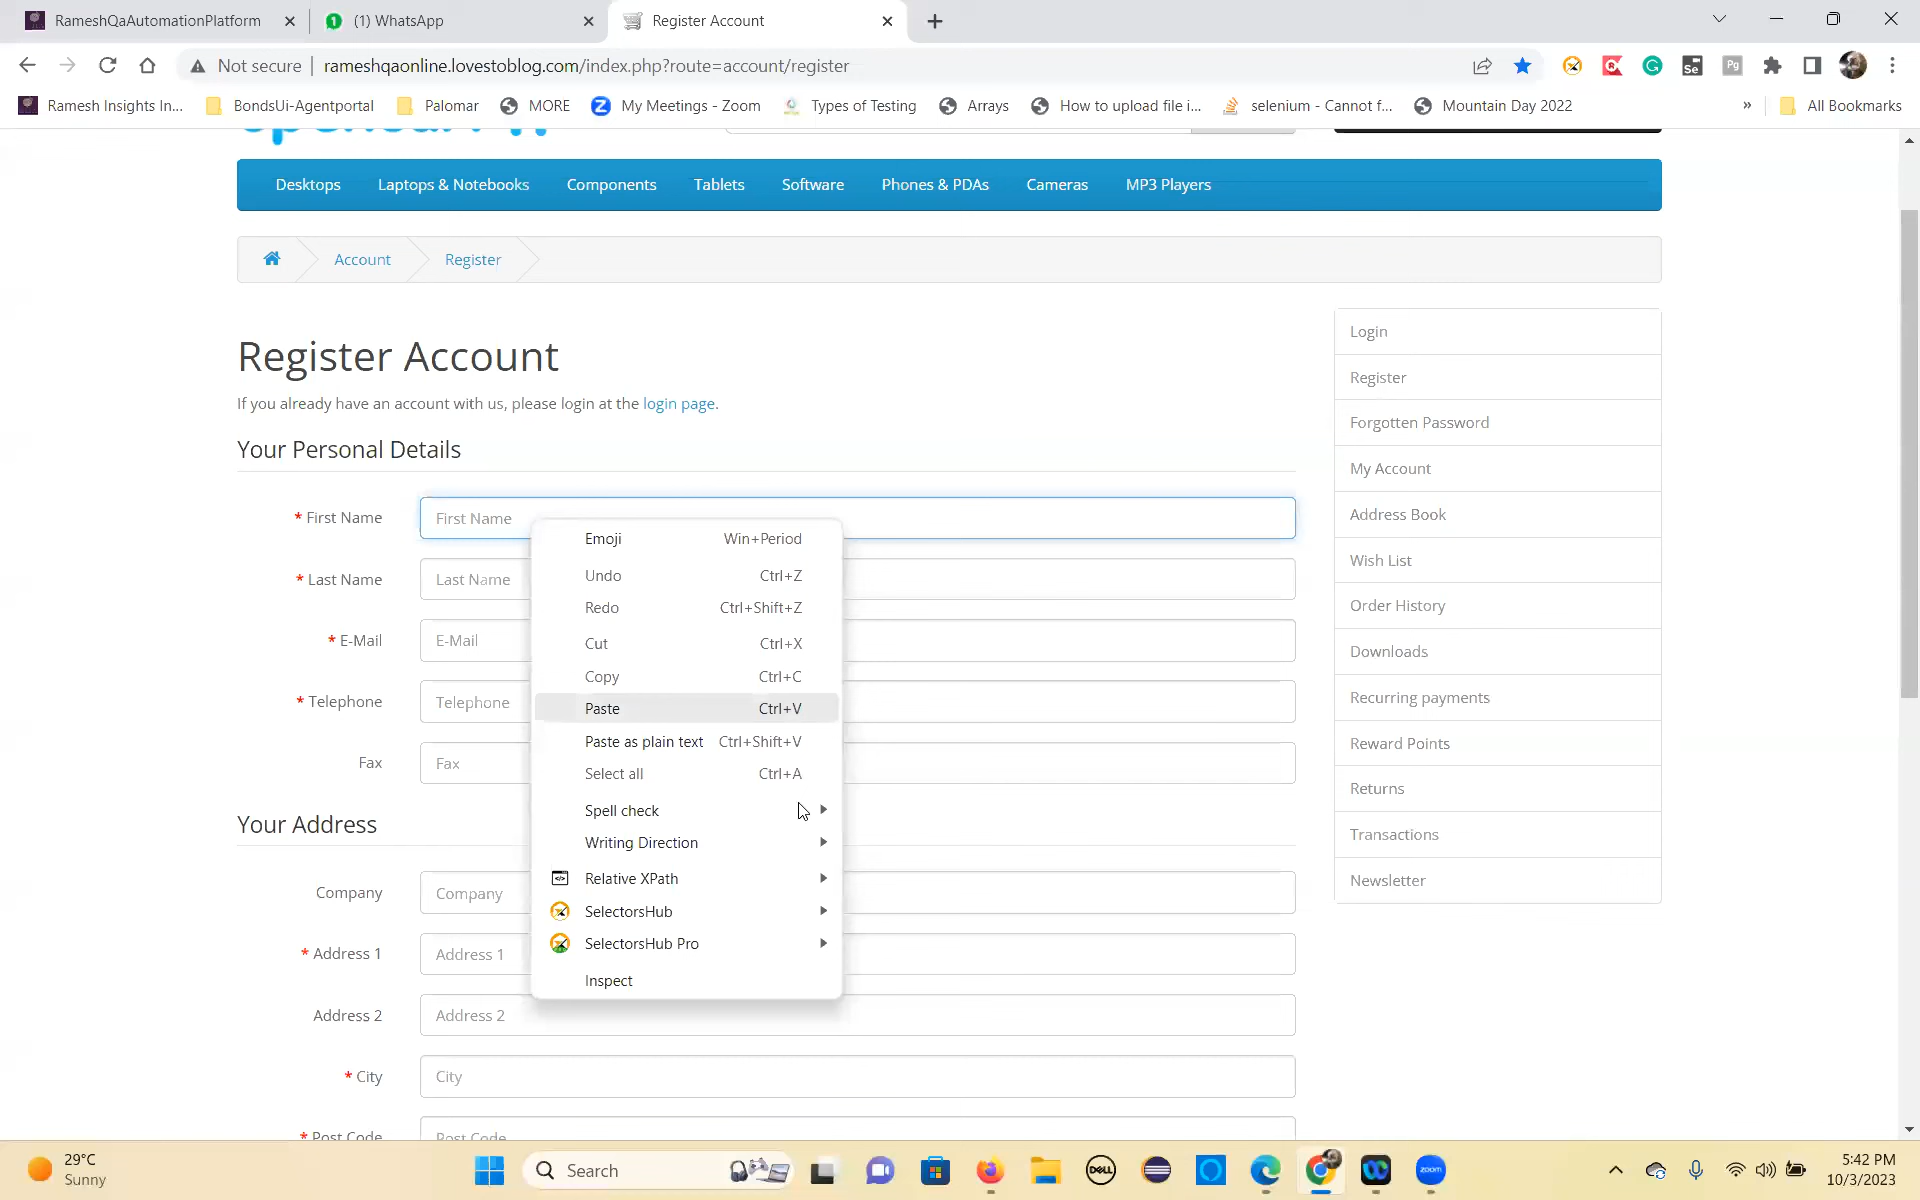 RameshQaAutomationPlatform
(1) WhatsApp
Register Account
Not secure
rameshqaonline.lovestoblog.com/index.php?route=account/register
Ramesh Insights In...
BondsUi-Agentportal
Palomar
MORE
My Meetings - Zoom
Types of Testing
Arrays
How to upload file i...
selenium - Cannot f...
Mountain Day 2022
»
All Bookmarks
Desktops
Laptops & Notebooks
Components
Tablets
Software
Phones & PDAs
Cameras
MP3 Players
Account
Register
Register Account
If you already have an account with us, please login at the login page.
Your Personal Details
* First Name
First Name
* Last Name
Last Name
* E-Mail
E-Mail
* Telephone
Telephone
Fax
Fax
Your Address
Company
Company
* Address 1
Address 1
Address 2
Address 2
* City
City
* Post Code
Post Code
Emoji Win+Period
Undo Ctrl+Z
Redo Ctrl+Shift+Z
Cut Ctrl+X
Copy Ctrl+C
Paste Ctrl+V
Paste as plain text Ctrl+Shift+V
Select all Ctrl+A
Spell check
Writing Direction
Relative XPath
SelectorsHub
SelectorsHub Pro
Inspect
Login
Register
Forgotten Password
My Account
Address Book
Wish List
Order History
Downloads
Recurring payments
Reward Points
Returns
Transactions
Newsletter
29°C
Sunny
Search
DELL
zoom
5:42 PM
10/3/2023